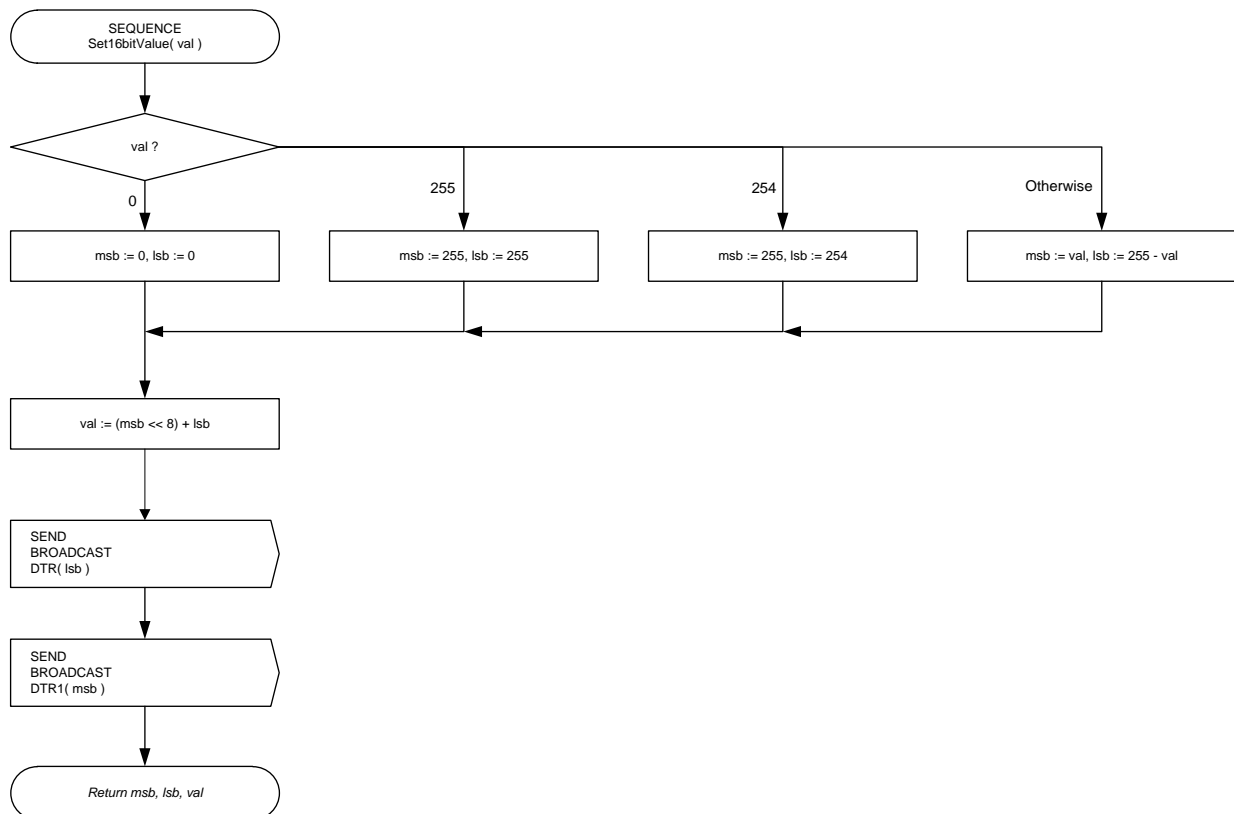 SEQUENCE
Set16bitValue( val )
val ?
0
255
254
Otherwise
msb := 0, lsb := 0
msb := 255, lsb := 255
msb := 255, lsb := 254
msb := val, lsb := 255 - val
val := (msb << 8) + lsb
SEND
BROADCAST
DTR( lsb )
SEND
BROADCAST
DTR1( msb )
Return msb, lsb, val